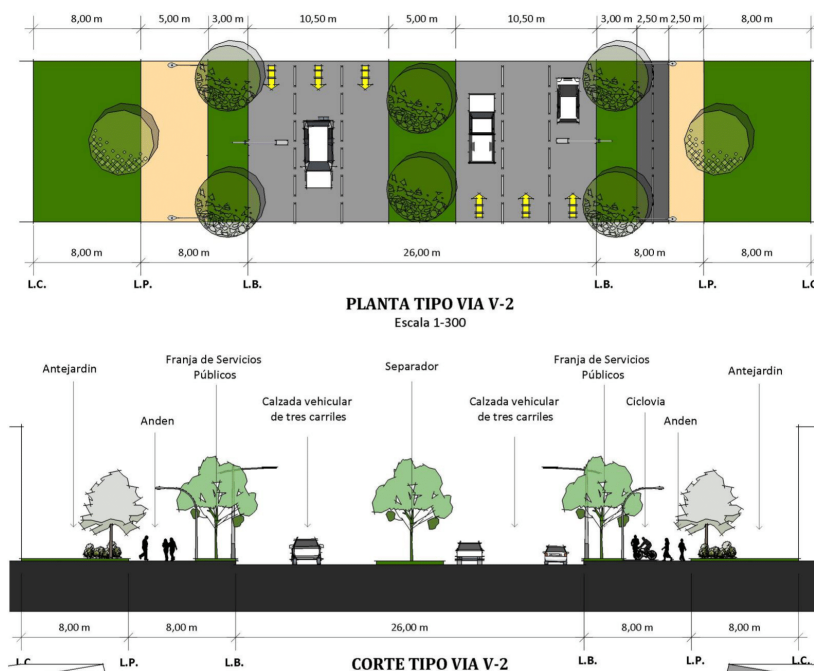 8,00 m 5,00 m 3,00 m 10,50 m 5,00 m 10,50 m 3,00 m 2,50 m 2,50 m 8,00 m
8,00 m 8,00 m 26,00 m 8,00 m 8,00 m
L.C. L.P. L.B. L.B. L.P. L.C
PLANTA TIPO VIA V-2
Escala 1-300
Antejardin
Franja de Servicios
Públicos
Separador
Franja de Servicios
Públicos
Antejardin
Anden
Calzada vehicular
de tres carriles
Calzada vehicular
de tres carriles
Ciclovía
Anden
8,00 m 8,00 m 26,00 m 8,00 m 8,00 m
L.C. L.P. L.B. L.B. L.P. L.C
CORTE TIPO VIA V-2